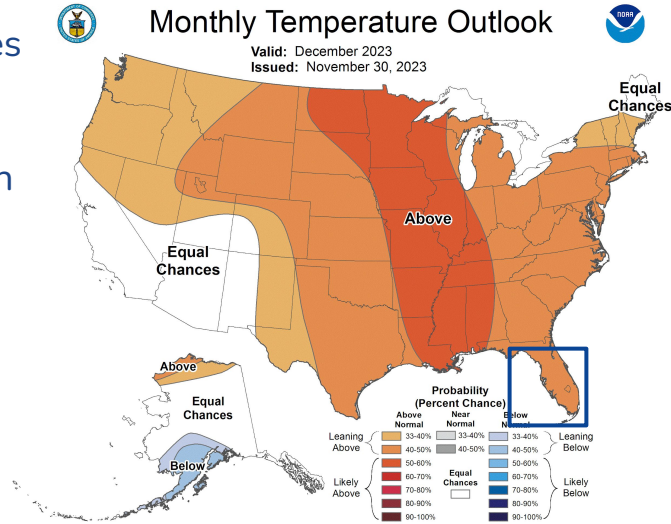 Monthly Temperature Outlook
NOAA
Valid: December 2023
Issued: November 30, 2023
es
n
Equal
Chances
Above
Equal
Chances
Above
Equal
Chances
Below
Probability
(Percent Chance)
Above
Normal
Near
Normal
Below
Normal
Leaning
Above
33-40%
40-50%
33-40%
40-50%
33-40%
40-50%
Leaning
Below
Likely
Above
50-60%
60-70%
70-80%
80-90%
90-100%
Equal
Chances
50-60%
60-70%
70-80%
80-90%
90-100%
Likely
Below